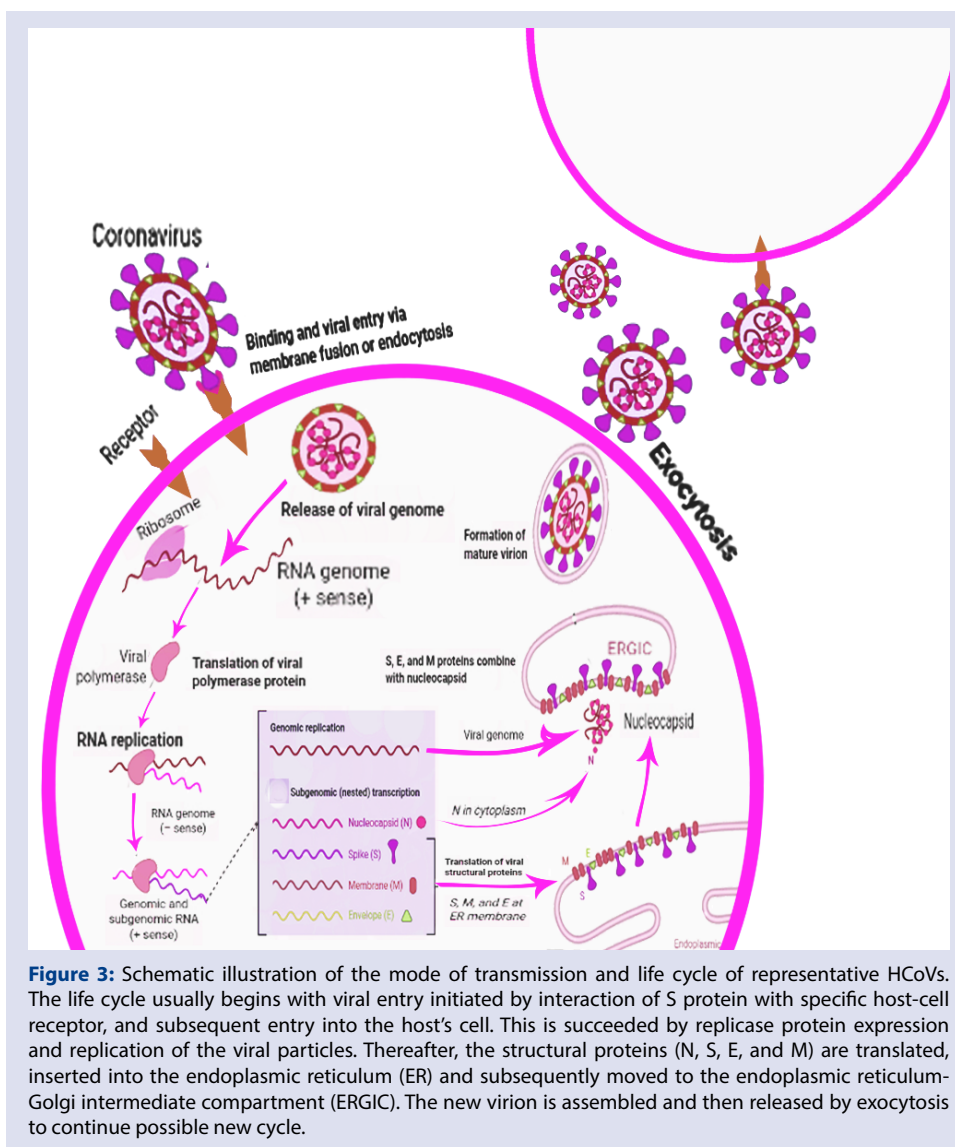 Coronavirus
Binding and viral entry via
membrane fusion or endocytosis
Receptor
Ribosome
Release of viral genome
RNA genome
(+ sense)
Viral
polymerase
Translation of viral
polymerase protein
RNA replication
RNA genome
(− sense)
Genomic and
subgenomic RNA
(+ sense)
Genomic replication
Subgenomic (nested) transcription
Nucleocapsid (N)
Spike (S)
Membrane (M)
Envelope (E)
Viral genome
N in cytoplasm
Translation of viral
structural proteins
S, M, and E at
ER membrane
Formation of
mature virion
Exocytosis
S, E, and M proteins combine
with nucleocapsid
ERGIC
Nucleocapsid
N
M
E
S
Endoplasmic
Figure 3: Schematic illustration of the mode of transmission and life cycle of representative HCoVs.
The life cycle usually begins with viral entry initiated by interaction of S protein with specific host-cell
receptor, and subsequent entry into the host's cell. This is succeeded by replicase protein expression
and replication of the viral particles. Thereafter, the structural proteins (N, S, E, and M) are translated,
inserted into the endoplasmic reticulum (ER) and subsequently moved to the endoplasmic reticulum-
Golgi intermediate compartment (ERGIC). The new virion is assembled and then released by exocytosis
to continue possible new cycle.